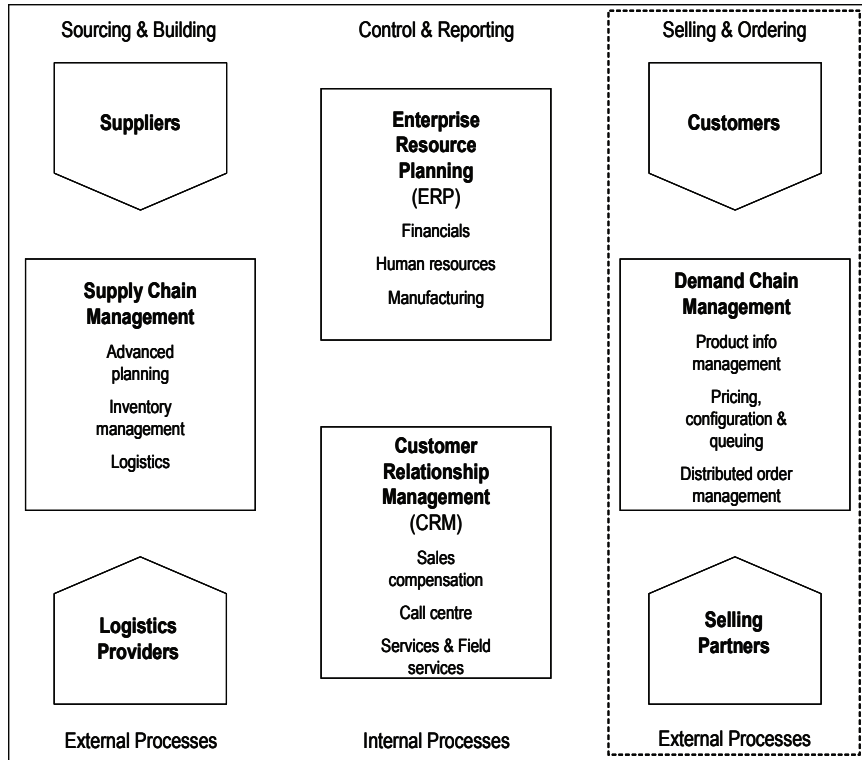 Sourcing & Building
Suppliers
Supply Chain
Management
Advanced
planning
Inventory
management
Logistics
Logistics
Providers
External Processes
Control & Reporting
Enterprise
Resource
Planning
(ERP)
Financials
Human resources
Manufacturing
Customer
Relationship
Management
(CRM)
Sales
compensation
Call centre
Services & Field
services
Internal Processes
Selling & Ordering
Customers
Demand Chain
Management
Product info
management
Pricing,
configuration &
queuing
Distributed order
management
Selling
Partners
External Processes